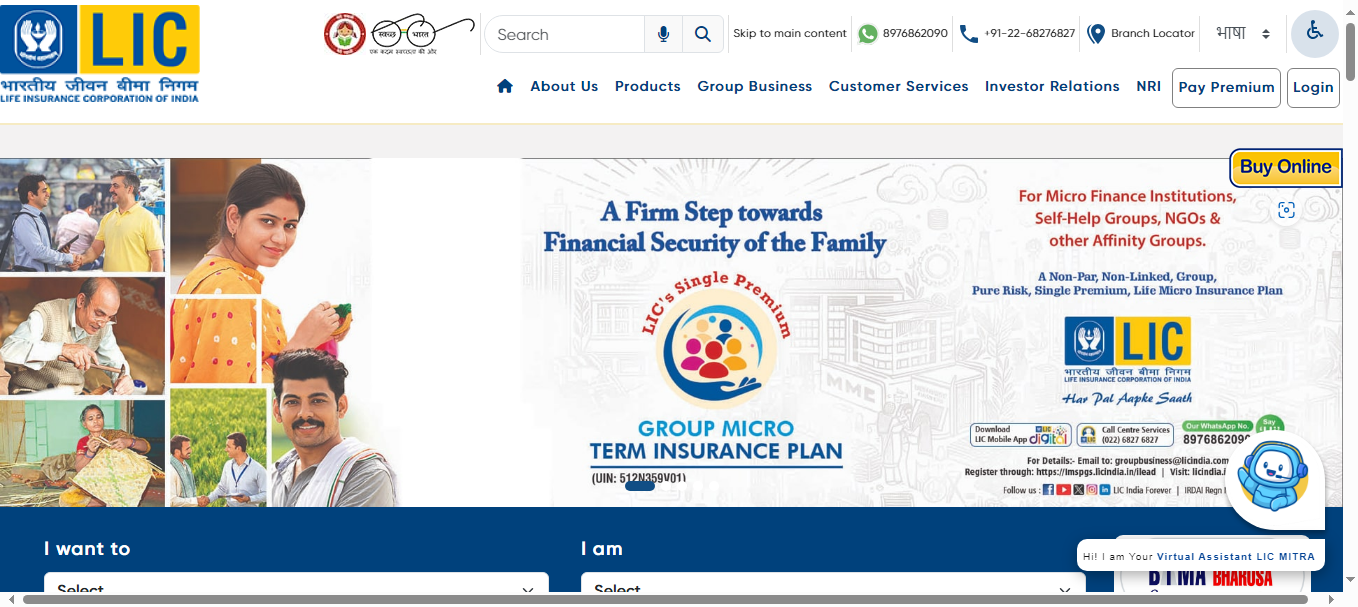 LIC
भारतीय जीवन बीमा निगम
LIFE INSURANCE CORPORATION OF INDIA
स्वच्छ भारत
एक कदम स्वच्छता की ओर
Search
Skip to main content
8976862090
+91-22-68276827
Branch Locator
भाषा
About Us
Products
Group Business
Customer Services
Investor Relations
NRI
Pay Premium
Login
Buy Online
A Firm Step towards
Financial Security of the Family
LIC's Single Premium
GROUP MICRO
TERM INSURANCE PLAN
(UIN: 512N359V01)
For Micro Finance Institutions,
Self-Help Groups, NGOs &
other Affinity Groups.
A Non-Par, Non-Linked, Group,
Pure Risk, Single Premium, Life Micro Insurance Plan
LIC
भारतीय जीवन बीमा निगम
LIFE INSURANCE CORPORATION OF INDIA
Har Pal Aapke Saath
Download
LIC Mobile App
LIC digital
Call Centre Services
(022) 6827 6827
Our WhatsApp No.
8976862090
Say
MMC
For Details:- Email to: groupbusiness@licindia.com
Register through: https://lmspgs.licindia.in/ilead | Visit: licindia.i
Follow us : LIC India Forever | IRDAI Regn
I want to
Select
I am
Select
Hi! I am Your Virtual Assistant LIC MITRA
BIMA BHAROSA